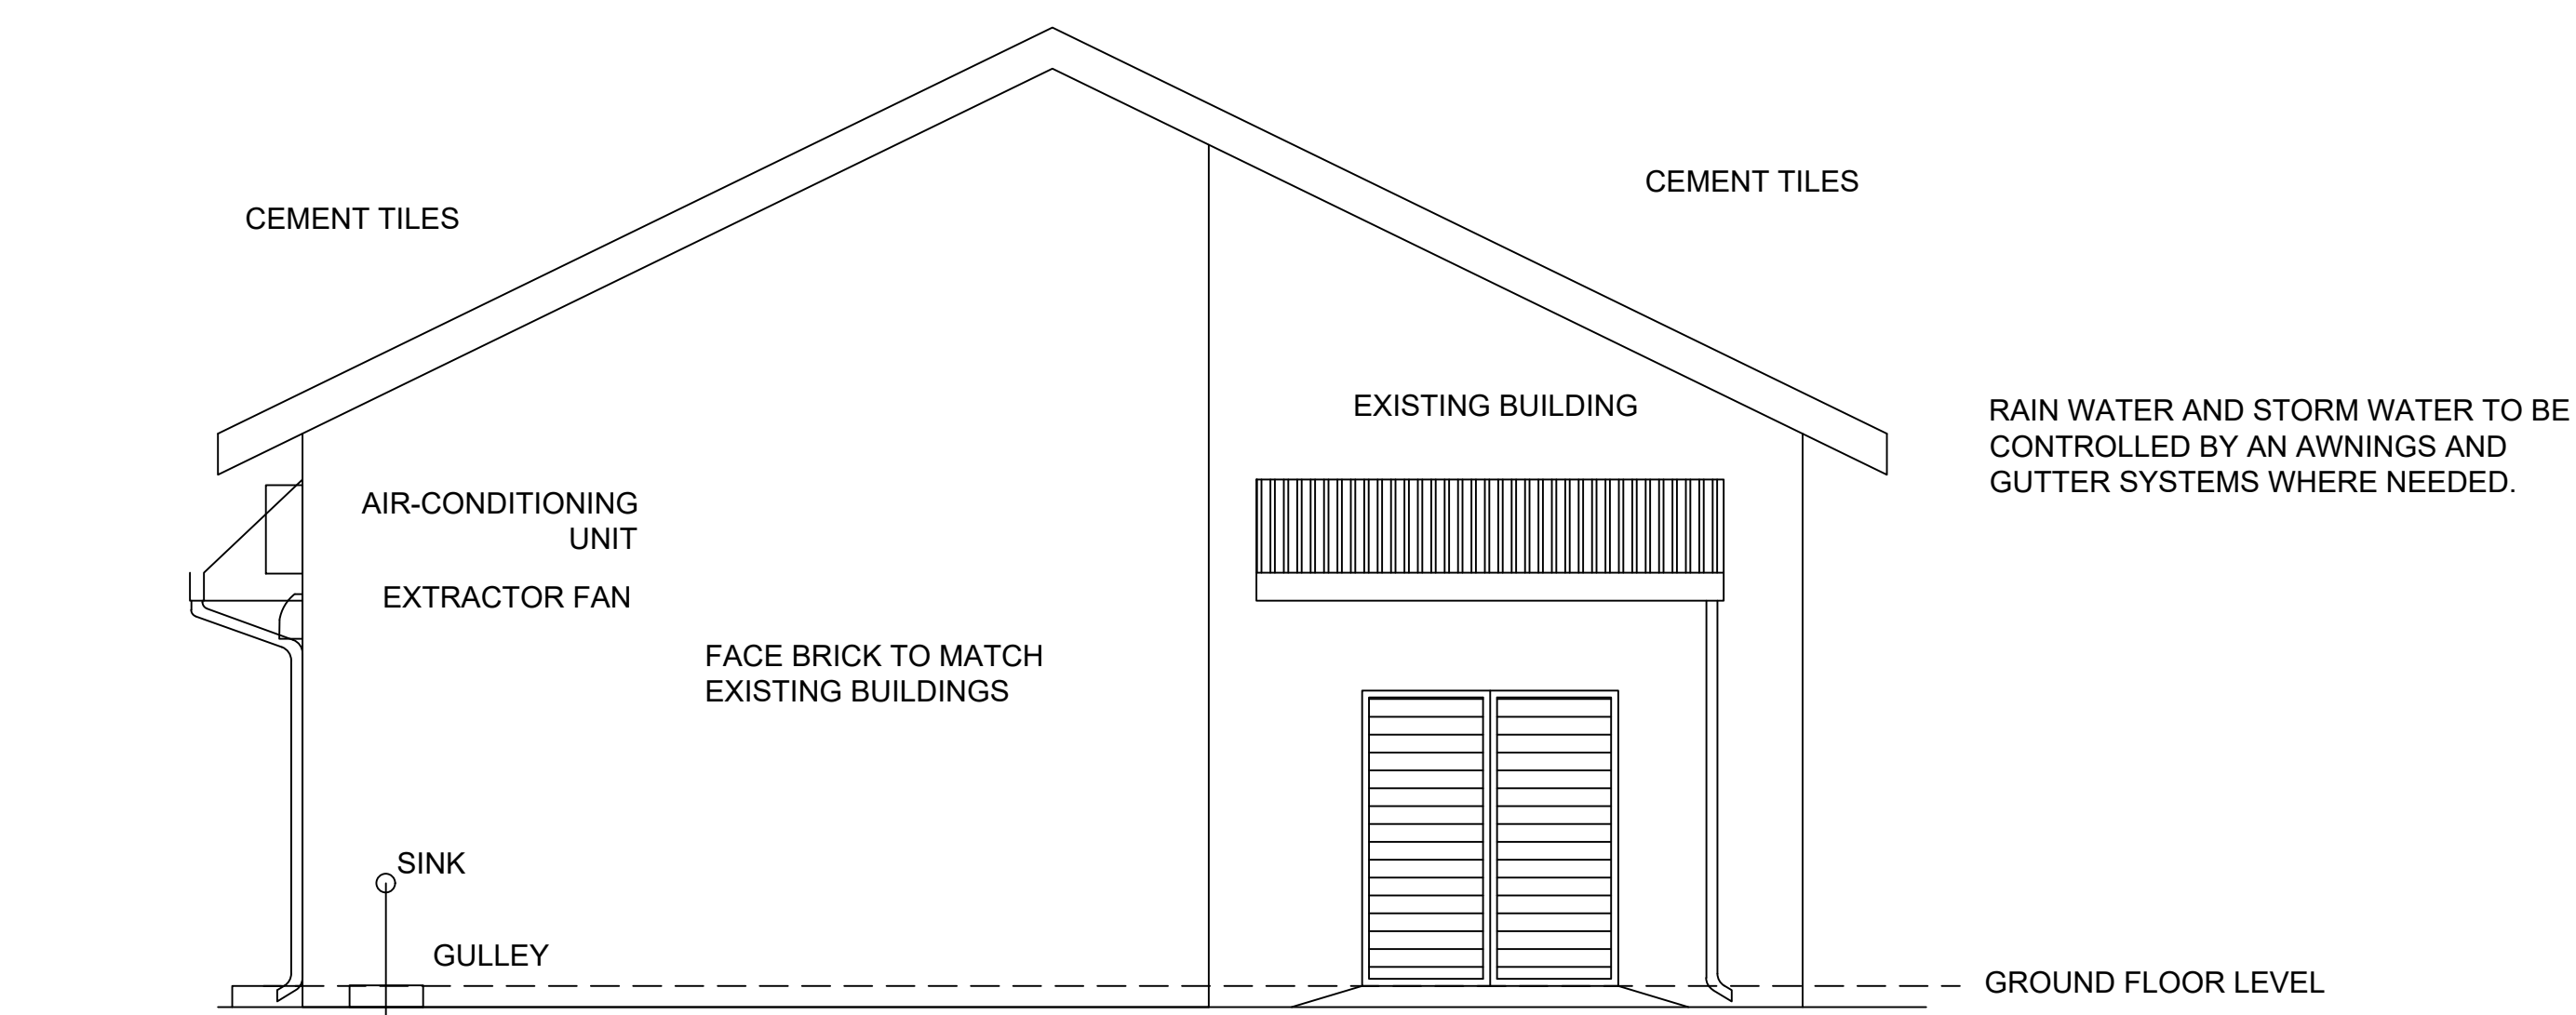 CEMENT TILES
CEMENT TILES
EXISTING BUILDING
RAIN WATER AND STORM WATER TO BE
CONTROLLED BY AN AWNINGS AND
GUTTER SYSTEMS WHERE NEEDED.
AIR-CONDITIONING
UNIT
EXTRACTOR FAN
FACE BRICK TO MATCH
EXISTING BUILDINGS
SINK
GULLEY
GROUND FLOOR LEVEL